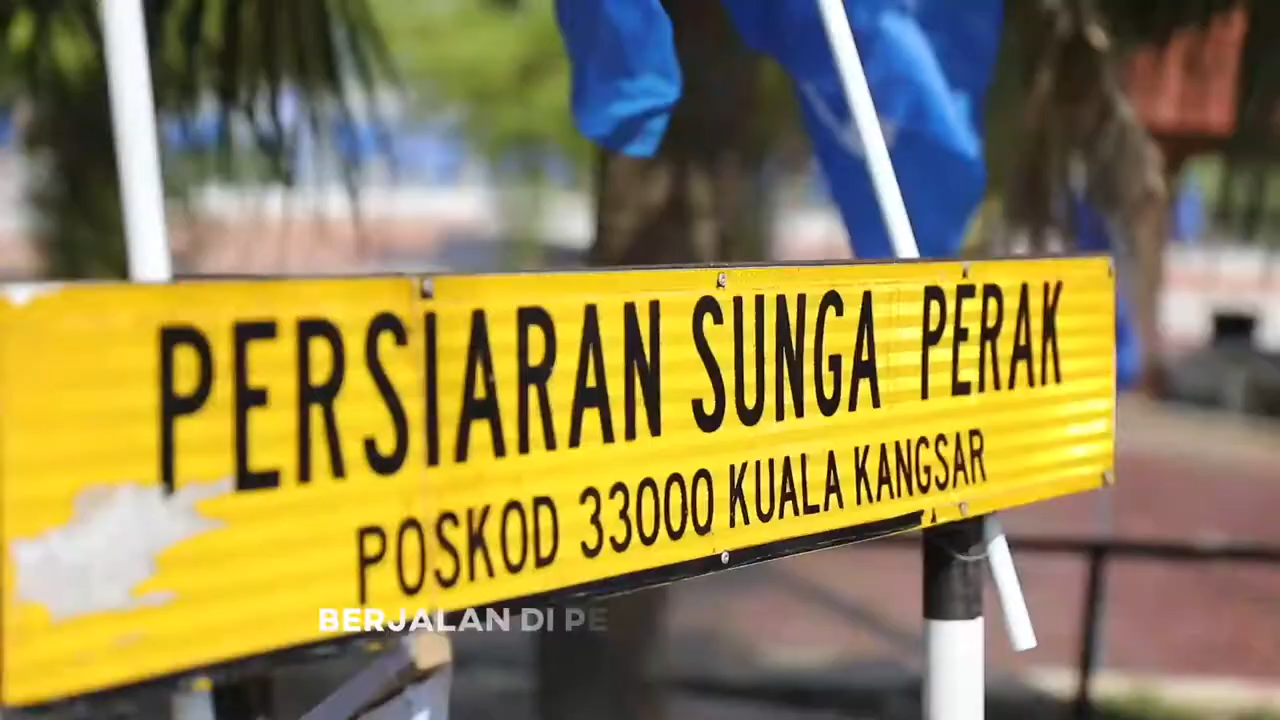 PERSIARAN SUNGA PERAK
POSKOD 33000 KUALA KANGSAR
BERJALAN DI PE